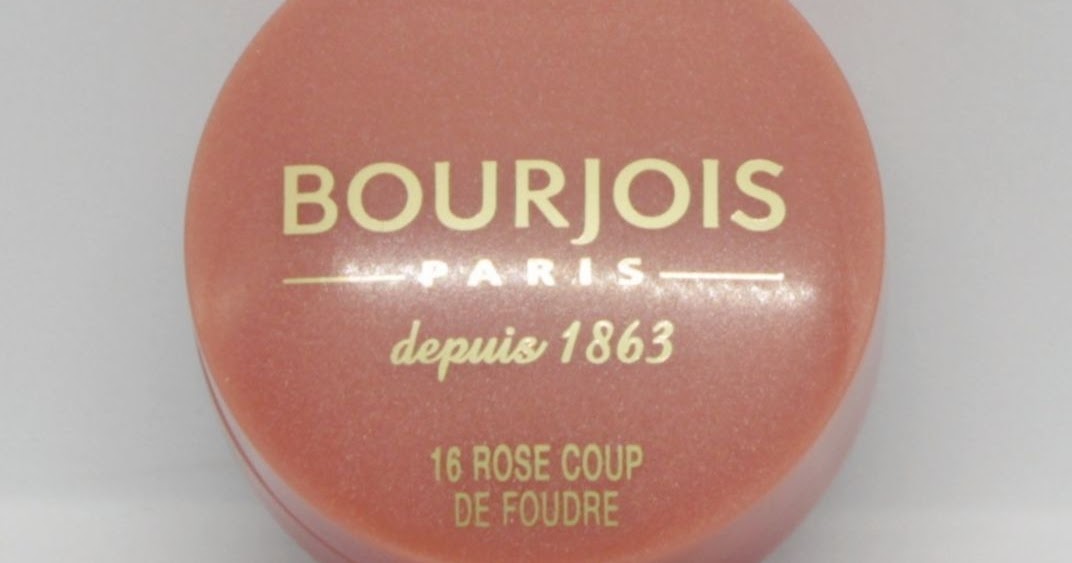 BOURJOIS
PARIS
depuis 1863
16 ROSE COUP
DE FOUDRE